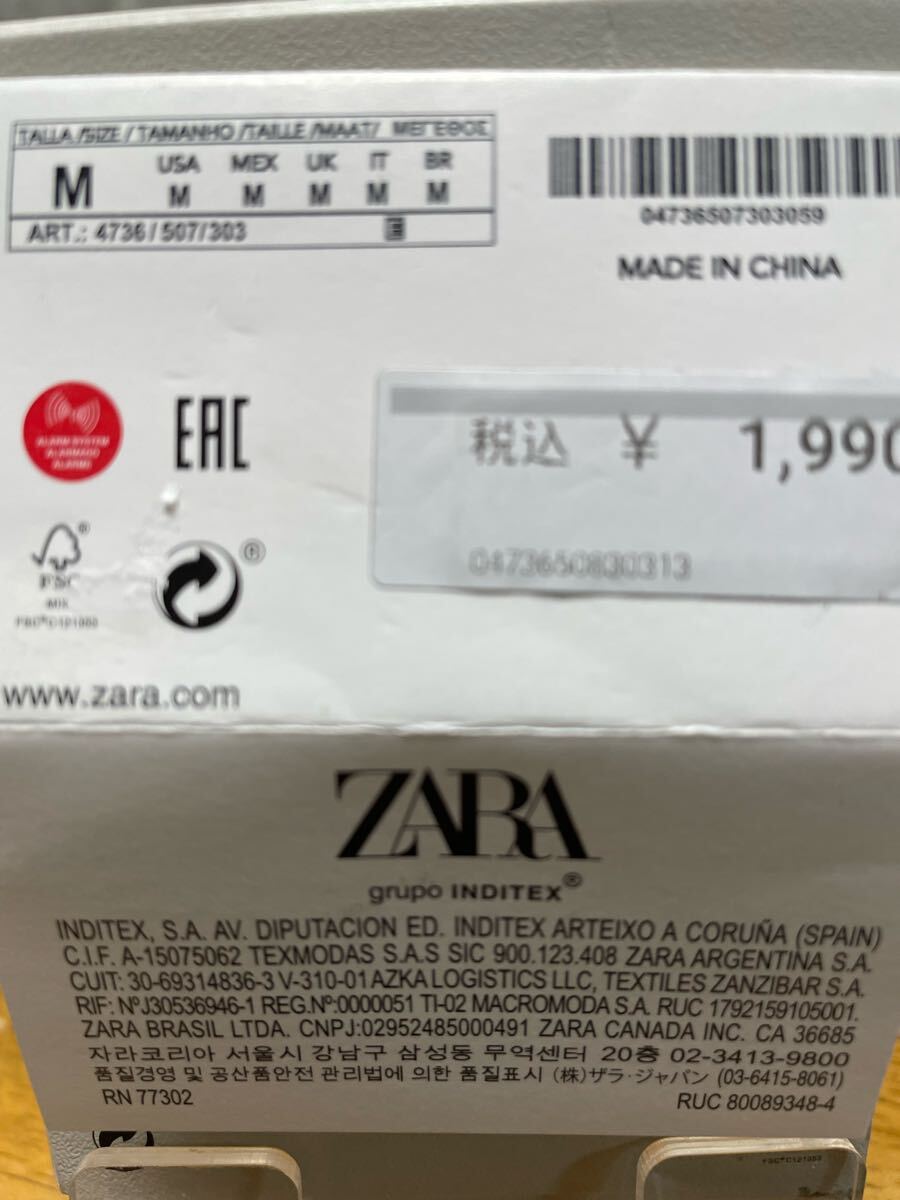 TALLA /SIZE / TAMANHO /TAILLE /MAAT/ ΜΕΓΕΘΟΣ
M USA MEX UK IT BR
M M M M M
ART.: 4736/507/303
04736507303059
MADE IN CHINA
ALARM SYSTEM
ALARMADO
ALARME
EAC
税込 ¥ 1,990
0473650830313
FSC
MIX
www.zara.com
ZARA
grupo INDITEX®
INDITEX, S.A. AV. DIPUTACION ED. INDITEX ARTEIXO A CORUÑA (SPAIN)
C.I.F. A-15075062 TEXMODAS S.A.S SIC 900.123.408 ZARA ARGENTINA S.A.
CUIT: 30-69314836-3 V-310-01 AZKA LOGISTICS LLC, TEXTILES ZANZIBAR S.A.
RIF: NºJ30536946-1 REG.Nº:0000051 TI-02 MACROMODA S.A. RUC 1792159105001.
ZARA BRASIL LTDA. CNPJ:02952485000491 ZARA CANADA INC. CA 36685
자라코리아 서울시 강남구 삼성동 무역센터 20층 02-3413-9800
품질경영 및 공산품안전 관리법에 의한 품질표시 (株)ザラ·ジャパン (03-6415-8061)
RN 77302
RUC 80089348-4